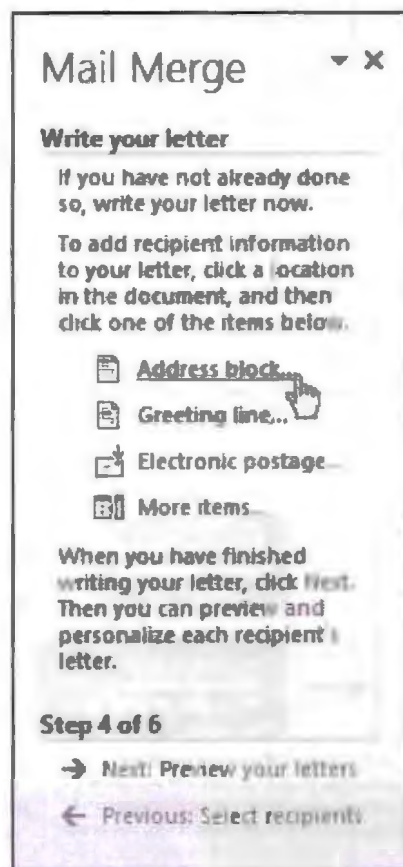 Mail Merge
Write your letter
If you have not already done
so, write your letter now.
To add recipient information
to your letter, click a location
in the document, and then
click one of the items below.
Address block...
Greeting line...
Electronic postage...
More items...
When you have finished
writing your letter, click Next.
Then you can preview and
personalize each recipient's
letter.
Step 4 of 6
Next: Preview your letters
Previous: Select recipients